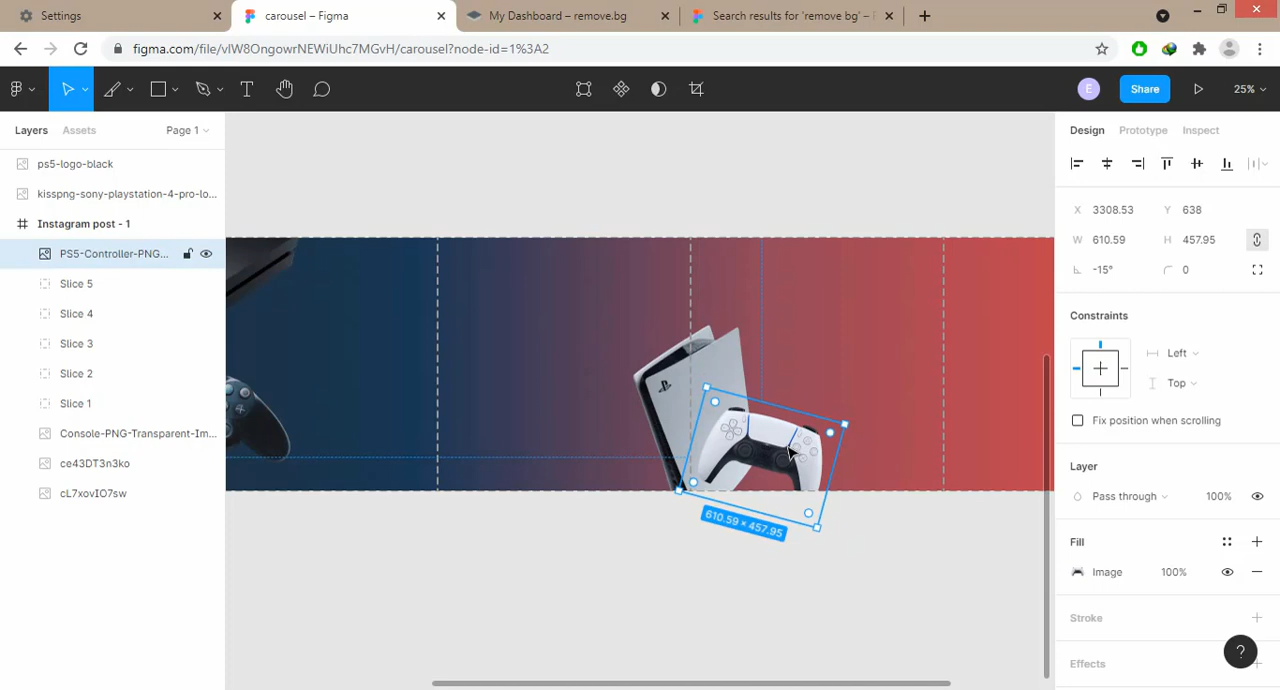 Settings
carousel – Figma
My Dashboard – remove.bg
Search results for 'remove bg' – F
figma.com/file/vlW8OngowrNEWiUhc7MGvH/carousel?node-id=1%3A2
E
Share
25%
Layers
Assets
Page 1
ps5-logo-black
kisspng-sony-playstation-4-pro-lo...
Instagram post - 1
PS5-Controller-PNG...
Slice 5
Slice 4
Slice 3
Slice 2
Slice 1
Console-PNG-Transparent-Im...
ce43DT3n3ko
cL7xovIO7sw
610.59 × 457.95
Design
Prototype
Inspect
X 3308.53 Y 638
W 610.59 H 457.95
-15° 0
Constraints
Left
Top
Fix position when scrolling
Layer
Pass through 100%
Fill
Image 100%
Stroke
Effects
?